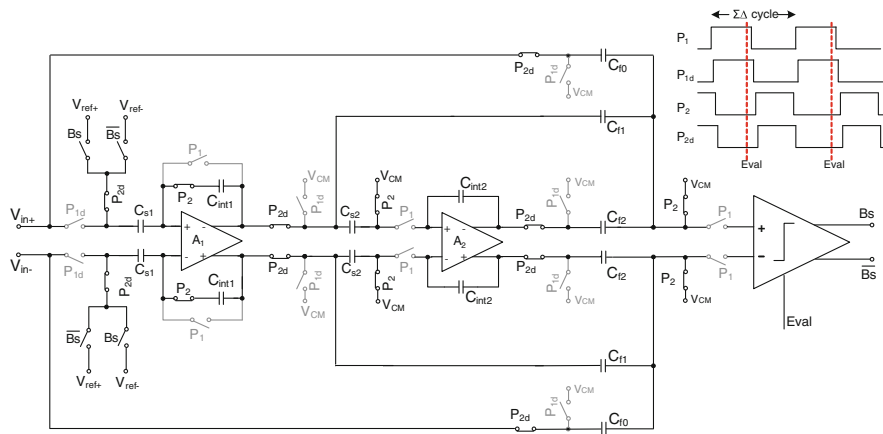 ΣΔ cycle
P1
P1d
P2
P2d
Eval
Eval
P2d
P1d
VCM
Cf0
Cf1
Vref+
Vref-
Bs
B̅s̅
P2d
P1
P2
Cint1
Vin+
P1d
Cs1
+
-
-
+
A1
P2d
VCM
P1d
Cs2
VCM
P2
P1
Cint2
+
-
-
+
A2
P2d
VCM
P1d
Cf2
VCM
P2
P1
+
−
Bs
B̅s̅
Eval
Vin-
P1d
Cs1
P2d
P2
Cint1
P1
P2d
P1d
VCM
Cs2
P2
VCM
P1
Cint2
P2d
P1d
VCM
Cf2
P2
VCM
P1
B̅s̅
Bs
Vref+
Vref-
Cf1
P2d
P1d
VCM
Cf0